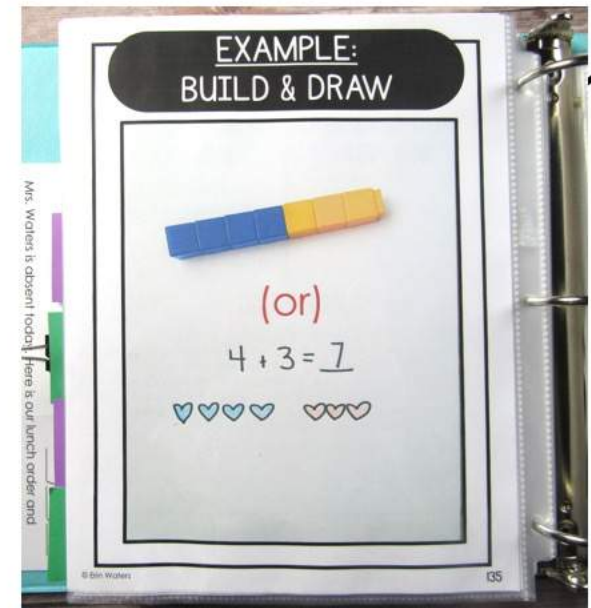 EXAMPLE:
BUILD & DRAW
(or)
4 + 3 = 7
Mrs. Waters is absent today. Here is our lunch order and
© Erin Waters
135